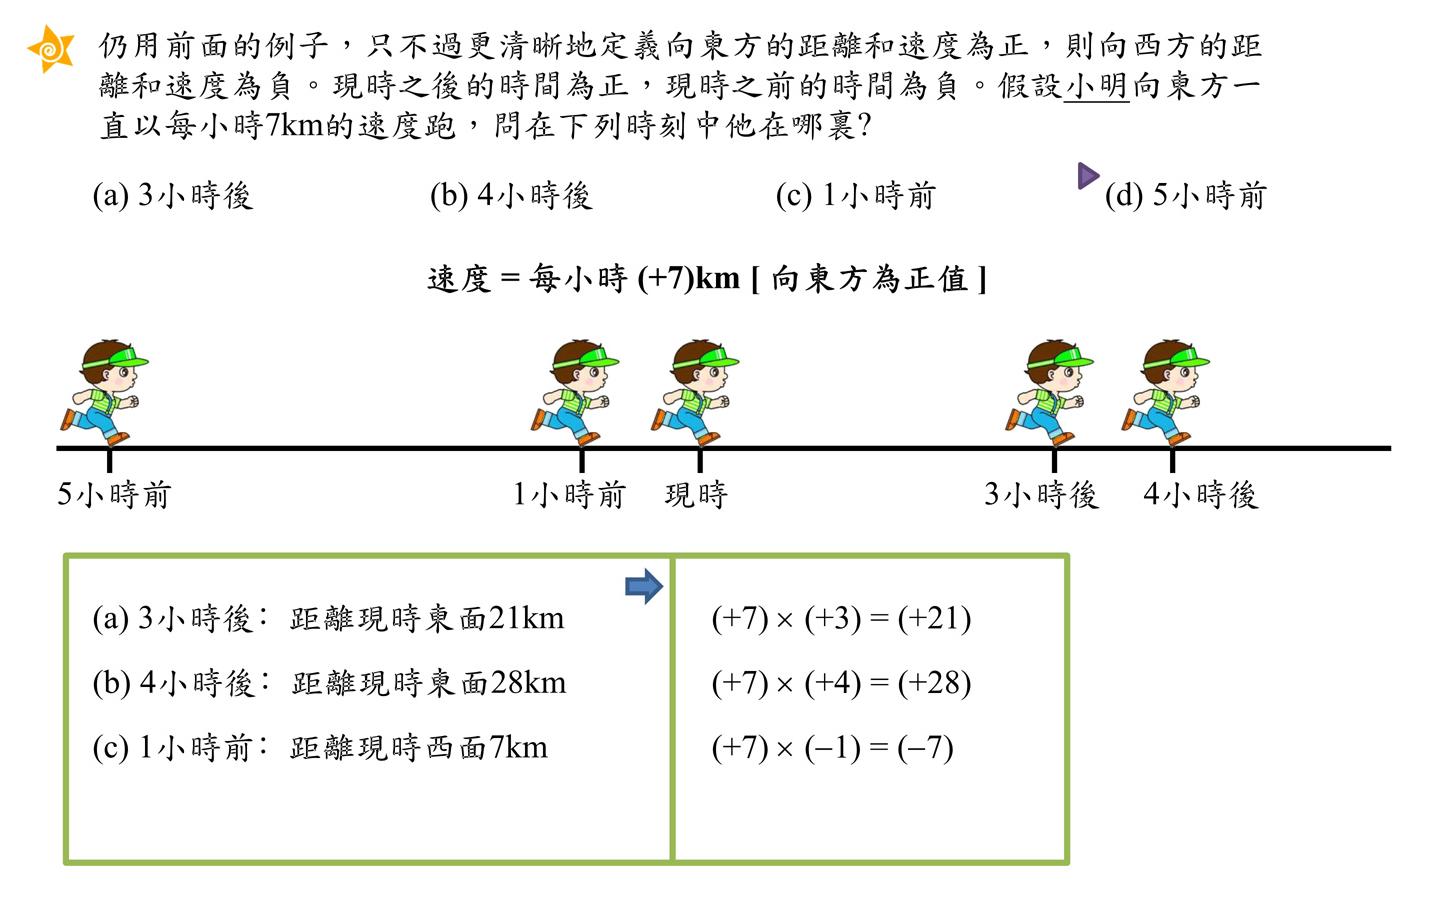 仍用前面的例子，只不過更清晰地定義向東方的距離和速度為正，則向西方的距
離和速度為負。現時之後的時間為正，現時之前的時間為負。假設小明向東方一
直以每小時7km的速度跑，問在下列時刻中他在哪裏?
(a) 3小時後 (b) 4小時後 (c) 1小時前 (d) 5小時前
速度 = 每小時 (+7)km [ 向東方為正值 ]
5小時前 1小時前 現時 3小時後 4小時後
(a) 3小時後： 距離現時東面21km (+7) × (+3) = (+21)
(b) 4小時後： 距離現時東面28km (+7) × (+4) = (+28)
(c) 1小時前： 距離現時西面7km (+7) × (−1) = (−7)